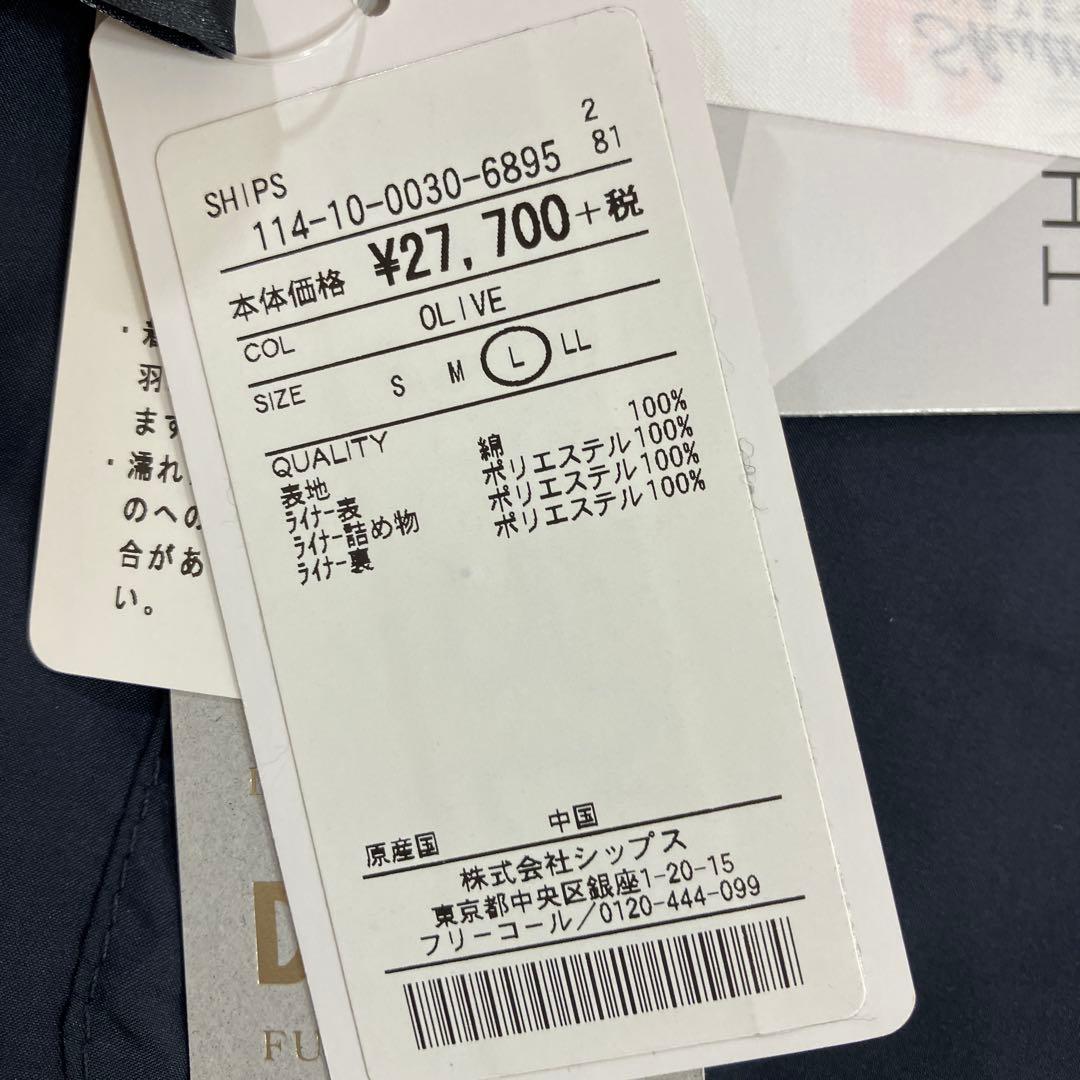 SHIPS
2
114-10-0030-6895 81
本体価格 ¥27,700+税
COL OLIVE
SIZE S M L LL
QUALITY
表地 綿 100%
ﾗｲﾅｰ表 ポリエステル100%
ﾗｲﾅｰ詰め物 ポリエステル100%
ﾗｲﾅｰ裏 ポリエステル100%
原産国 中国
株式会社シップス
東京都中央区銀座1-20-15
フリーコール/0120-444-099
羽
ます
・濡れ
のへの
合があ
い。
D
FU